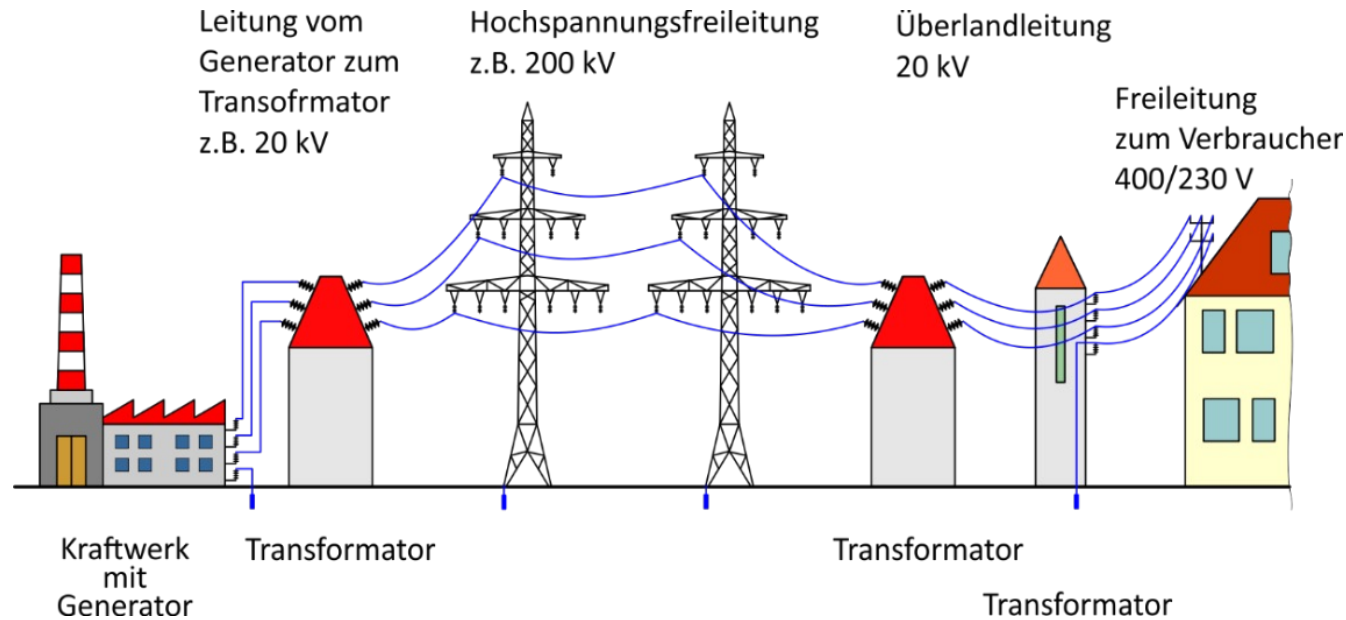 Leitung vom
Generator zum
Transofrmator
z.B. 20 kV
Hochspannungsfreileitung
z.B. 200 kV
Überlandleitung
20 kV
Freileitung
zum Verbraucher
400/230 V
Kraftwerk
mit
Generator
Transformator
Transformator
Transformator